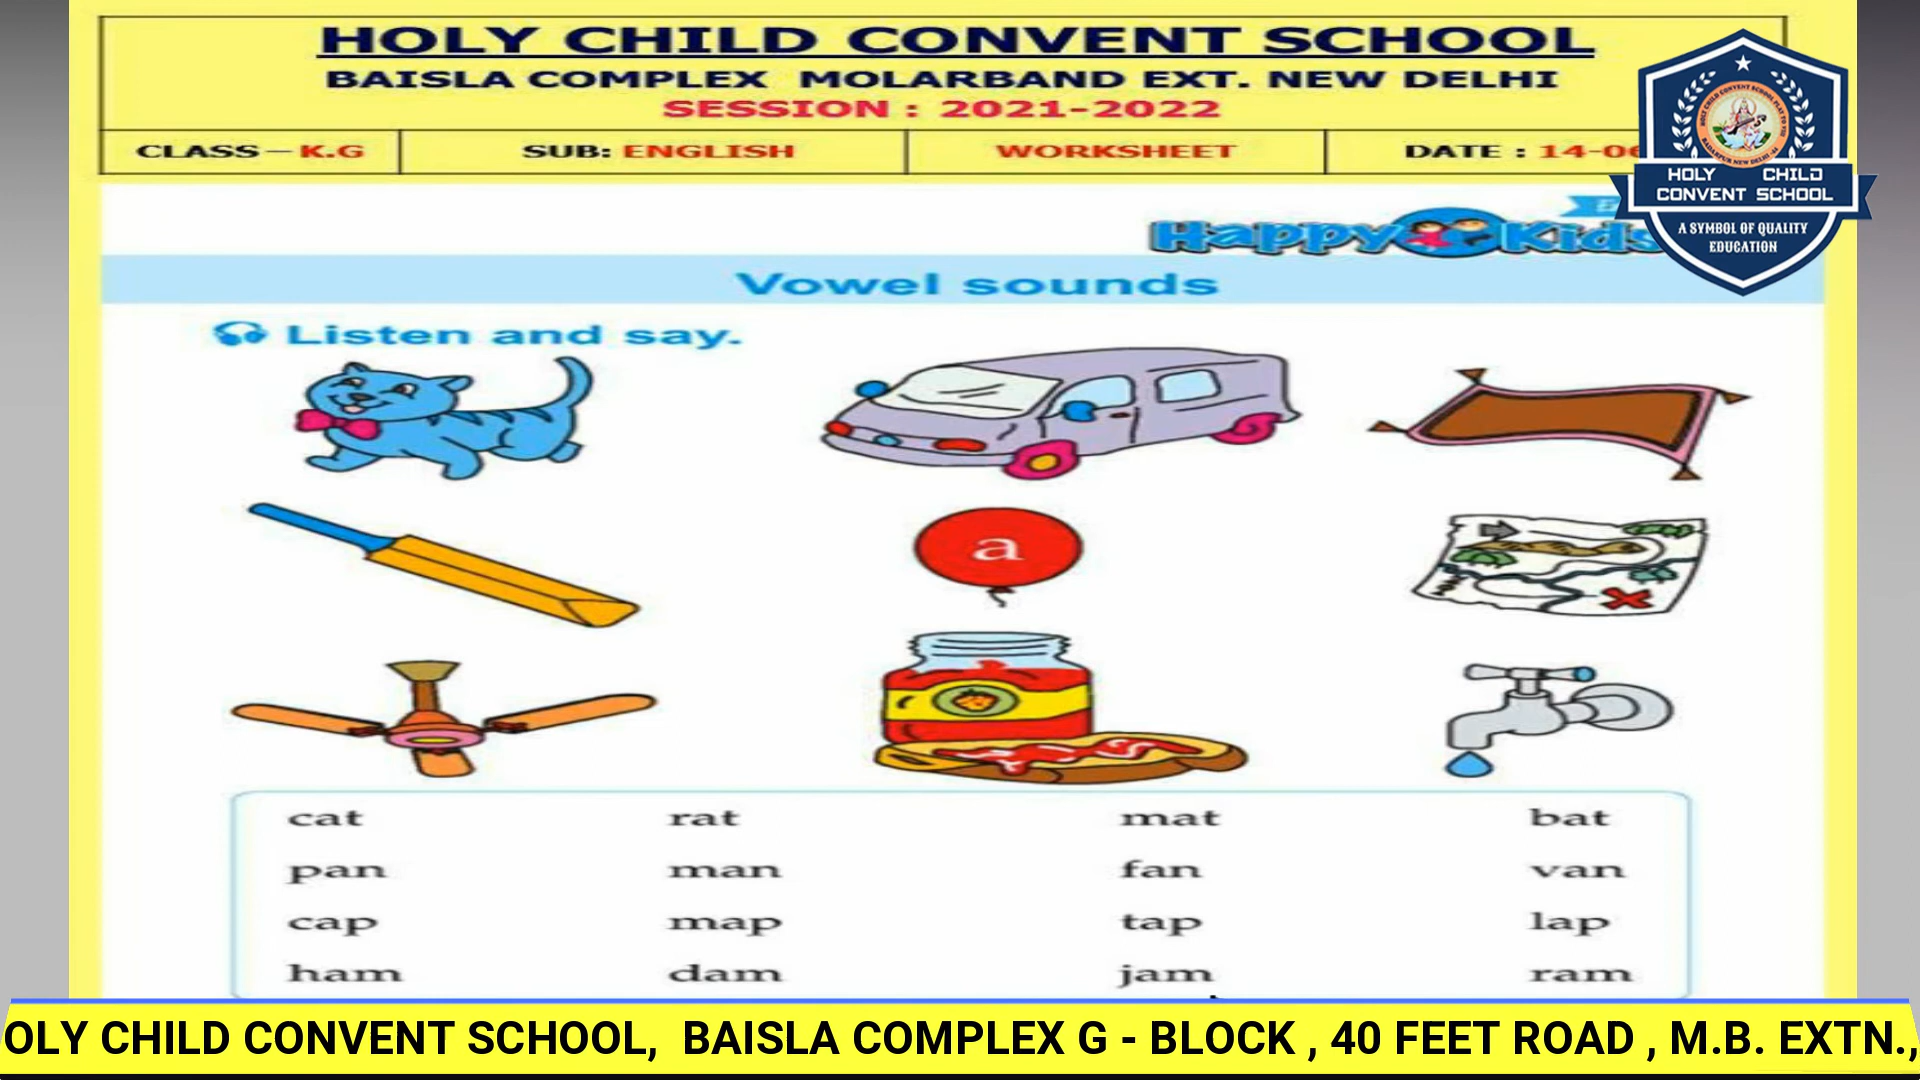 HOLY CHILD CONVENT SCHOOL
BAISLA COMPLEX MOLARBAND EXT. NEW DELHI
SESSION : 2021-2022
CLASS – K.G SUB: ENGLISH WORKSHEET DATE : 14-06
HOLY CHILD
CONVENT SCHOOL
A SYMBOL OF QUALITY
EDUCATION
Happy Kids
Vowel sounds
Listen and say.
a
cat rat mat bat
pan man fan van
cap map tap lap
ham dam jam ram
OLY CHILD CONVENT SCHOOL, BAISLA COMPLEX G - BLOCK , 40 FEET ROAD , M.B. EXTN.,